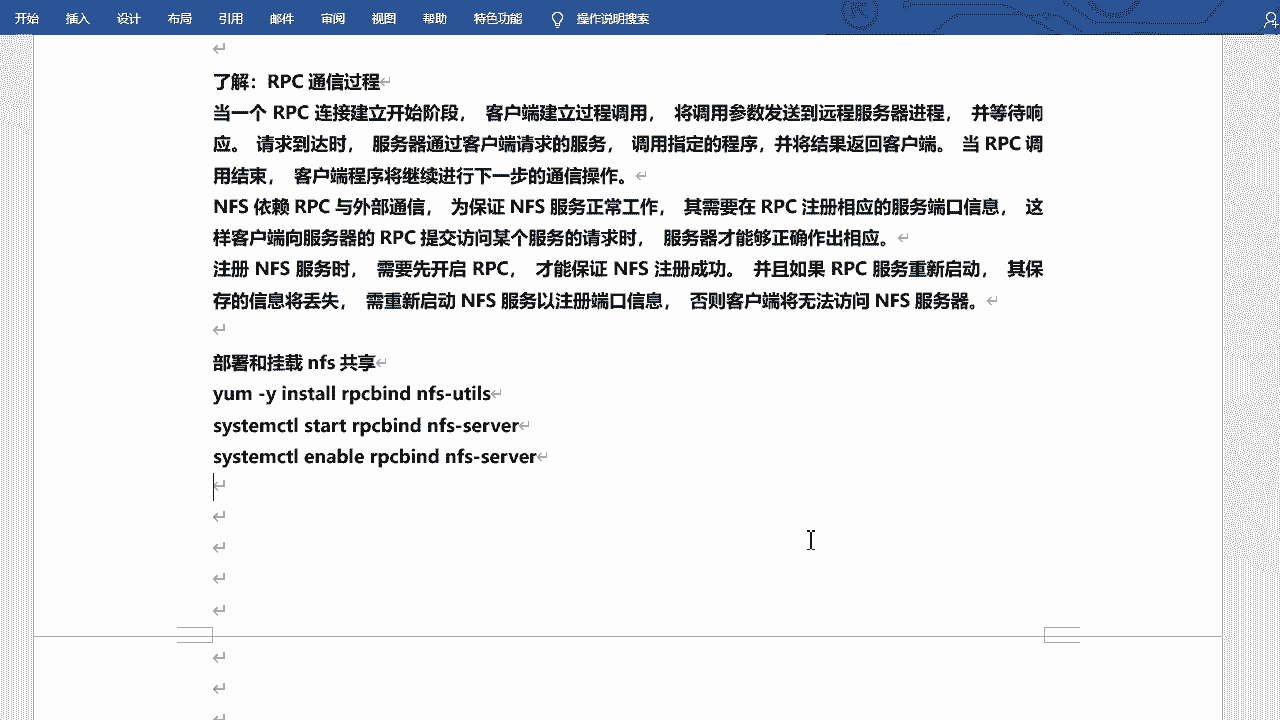 开始 插入 设计 布局 引用 邮件 审阅 视图 帮助 特色功能 操作说明搜索
了解：RPC 通信过程
当一个 RPC 连接建立开始阶段， 客户端建立过程调用， 将调用参数发送到远程服务器进程， 并等待响
应。 请求到达时， 服务器通过客户端请求的服务， 调用指定的程序，并将结果返回客户端。 当 RPC 调
用结束， 客户端程序将继续进行下一步的通信操作。
NFS 依赖 RPC 与外部通信， 为保证 NFS 服务正常工作， 其需要在 RPC 注册相应的服务端口信息， 这
样客户端向服务器的 RPC 提交访问某个服务的请求时， 服务器才能够正确作出相应。
注册 NFS 服务时， 需要先开启 RPC， 才能保证 NFS 注册成功。 并且如果 RPC 服务重新启动， 其保
存的信息将丢失， 需重新启动 NFS 服务以注册端口信息， 否则客户端将无法访问 NFS 服务器。
部署和挂载 nfs 共享
yum -y install rpcbind nfs-utils
systemctl start rpcbind nfs-server
systemctl enable rpcbind nfs-server